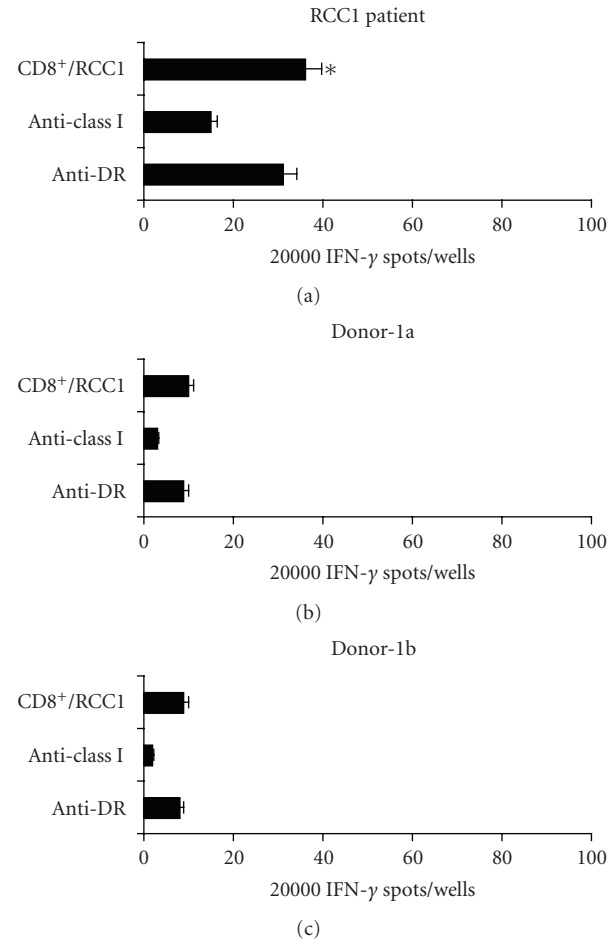 RCC1 patient
CD8⁺/RCC1
*
Anti-class I
Anti-DR
0 20 40 60 80 100
20000 IFN-γ spots/wells
(a)
Donor-1a
CD8⁺/RCC1
Anti-class I
Anti-DR
0 20 40 60 80 100
20000 IFN-γ spots/wells
(b)
Donor-1b
CD8⁺/RCC1
Anti-class I
Anti-DR
0 20 40 60 80 100
20000 IFN-γ spots/wells
(c)